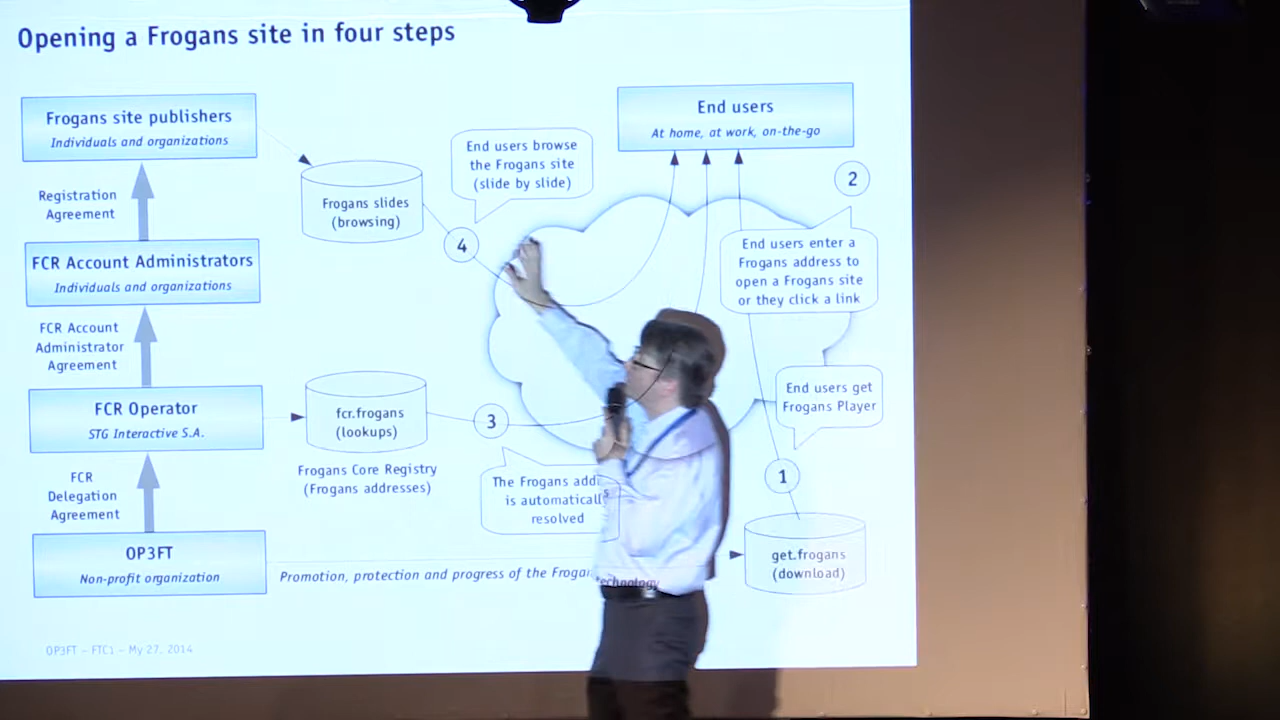 Opening a Frogans site in four steps
Frogans site publishers
Individuals and organizations
Registration
Agreement
FCR Account Administrators
Individuals and organizations
FCR Account
Administrator
Agreement
FCR Operator
STG Interactive S.A.
FCR
Delegation
Agreement
OP3FT
Non-profit organization
Frogans slides
(browsing)
fcr.frogans
(lookups)
Frogans Core Registry
(Frogans addresses)
Promotion, protection and progress of the Frogan technology
End users browse
the Frogans site
(slide by slide)
4
3
The Frogans addr s
is automatically
resolved
End users
At home, at work, on-the-go
2
End users enter a
Frogans address to
open a Frogans site
or they click a link
End users get
Frogans Player
1
get.frogans
(download)
OP3FT – FTC1 – My 27, 2014